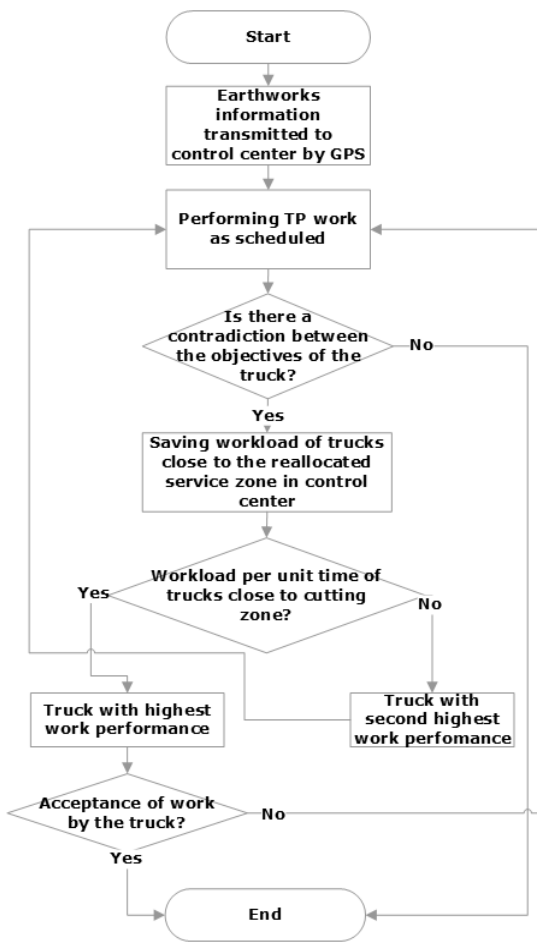 Start
Earthworks
information
transmitted to
control center by GPS
Performing TP work
as scheduled
Is there a
contradiction between
the objectives of the
truck?
No
Yes
Saving workload of trucks
close to the reallocated
service zone in control
center
Workload per unit time of
trucks close to cutting
zone?
Yes
No
Truck with highest
work performance
Truck with
second highest
work perfomance
Acceptance of work
by the truck?
No
Yes
End